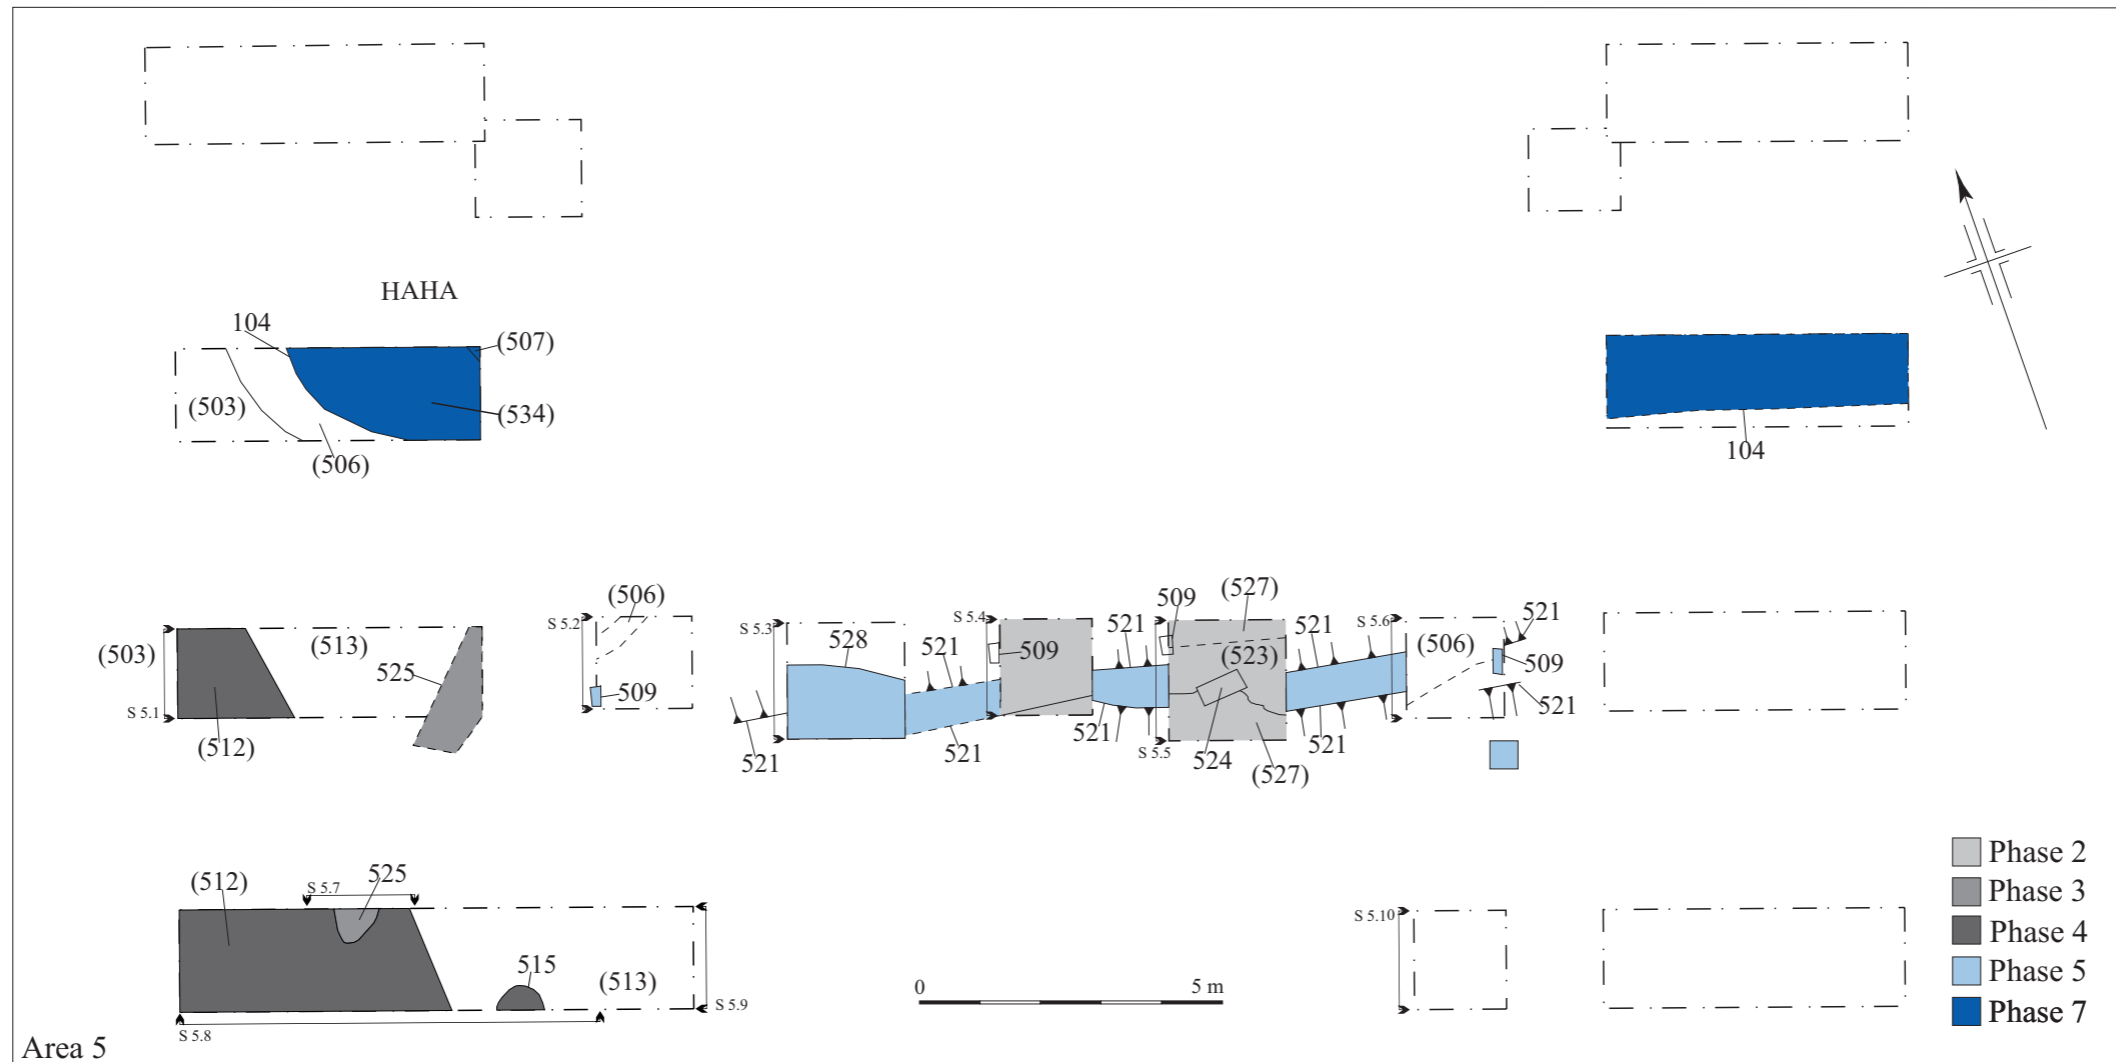 HAHA
104
(507)
(503)
(534)
(506)
104
(506)
S 5.2
509
(503)
(513)
525
S 5.1
(512)
S 5.3
528
521
521
521
S 5.4
509
521
521
509
(527)
(523)
S 5.5
524
(527)
521
521
S 5.6
(506)
521
509
521
(512)
S 5.7
525
515
(513)
S 5.8
S 5.9
0
5 m
S 5.10
Phase 2
Phase 3
Phase 4
Phase 5
Phase 7
Area 5